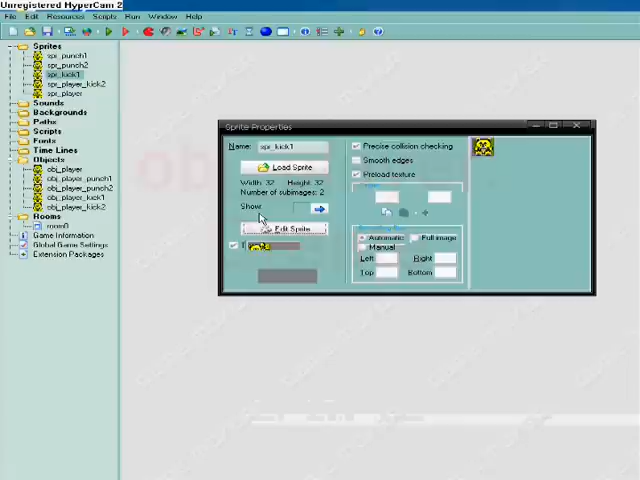 Unregistered HyperCam 2
File Edit Resources Scripts Run Window Help
Sprites
spr_punch1
spr_punch2
spr_kick1
spr_player_kick2
spr_player
Sounds
Backgrounds
Paths
Scripts
Fonts
Time Lines
Objects
obj_player
obj_player_punch1
obj_player_punch2
obj_player_kick1
obj_player_kick2
Rooms
room0
Game Information
Global Game Settings
Extension Packages
Sprite Properties
Name: spr_kick1
Load Sprite
Width: 32 Height: 32
Number of subimages: 2
Show:
Edit Sprite
Precise collision checking
Smooth edges
Preload texture
Automatic Full image
Manual
Left Right
Top Bottom